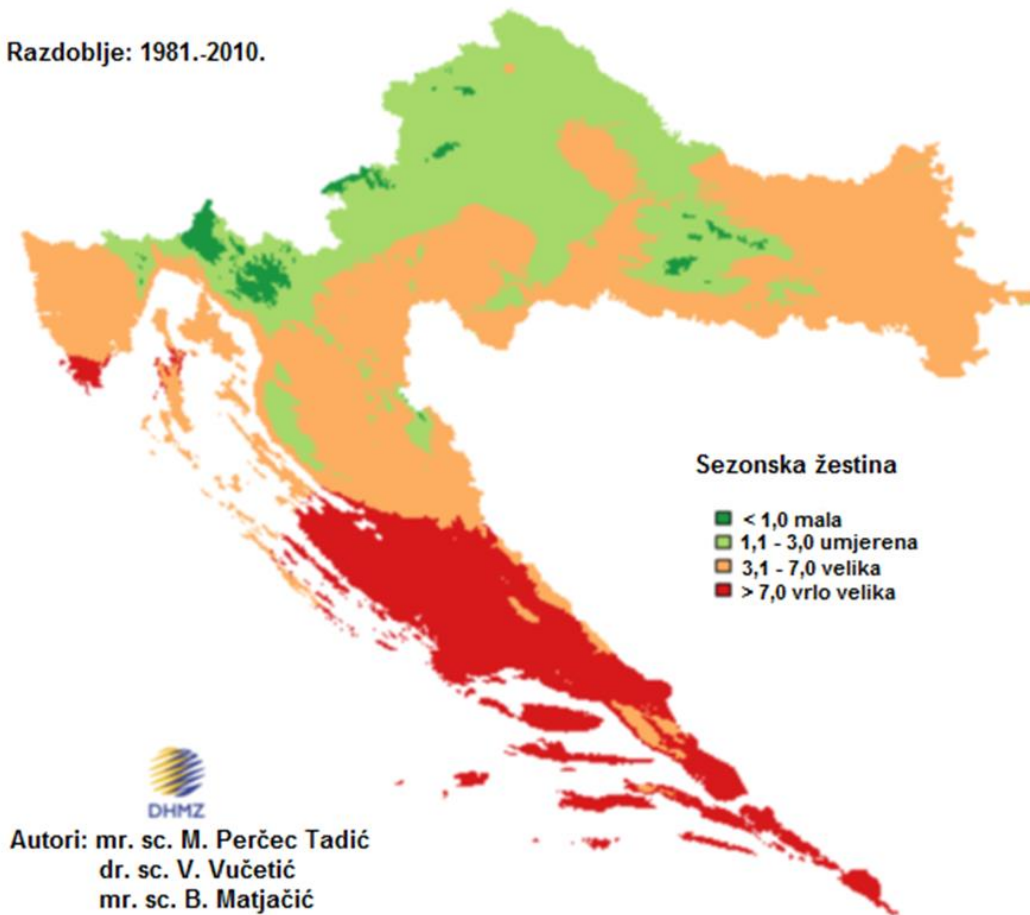 Razdoblje: 1981.-2010.
Sezonska žestina
< 1,0 mala
1,1 - 3,0 umjerena
3,1 - 7,0 velika
> 7,0 vrlo velika
DHMZ
Autori: mr. sc. M. Perčec Tadić
dr. sc. V. Vučetić
mr. sc. B. Matjačić